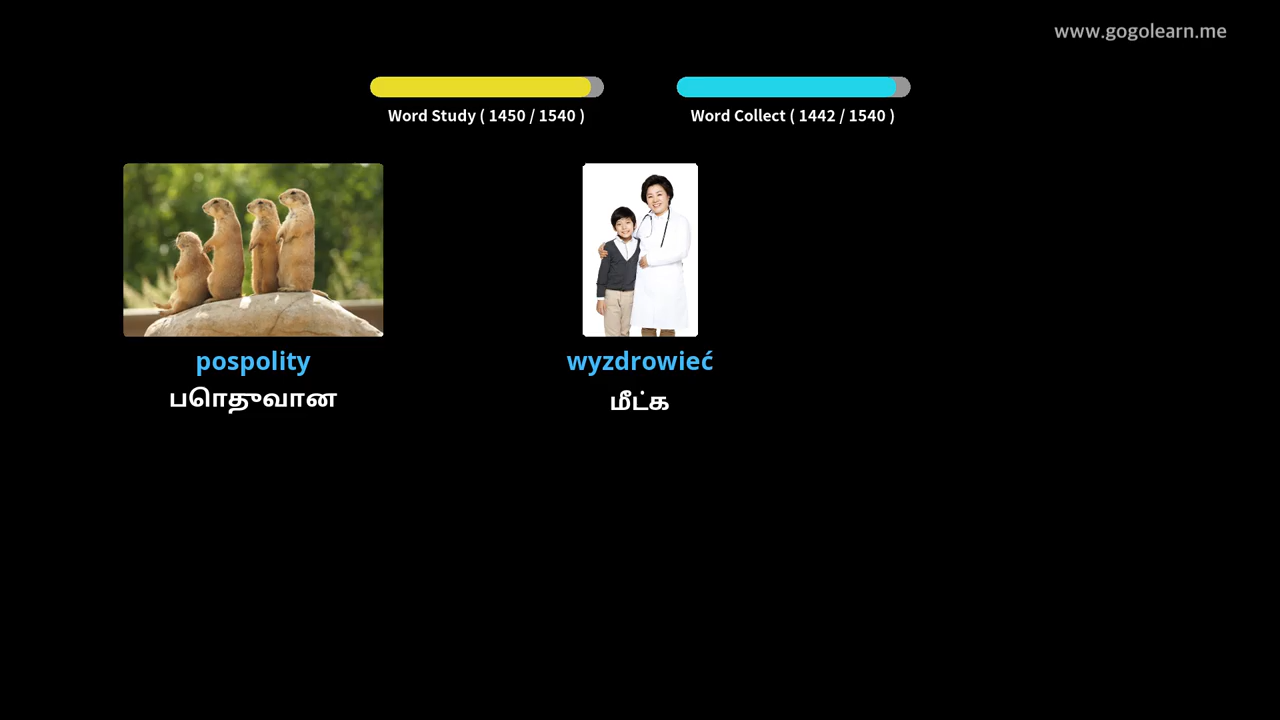 www.gogolearn.me
Word Study ( 1450 / 1540 )
Word Collect ( 1442 / 1540 )
pospolity
பொதுவான
wyzdrowieć
மீட்க